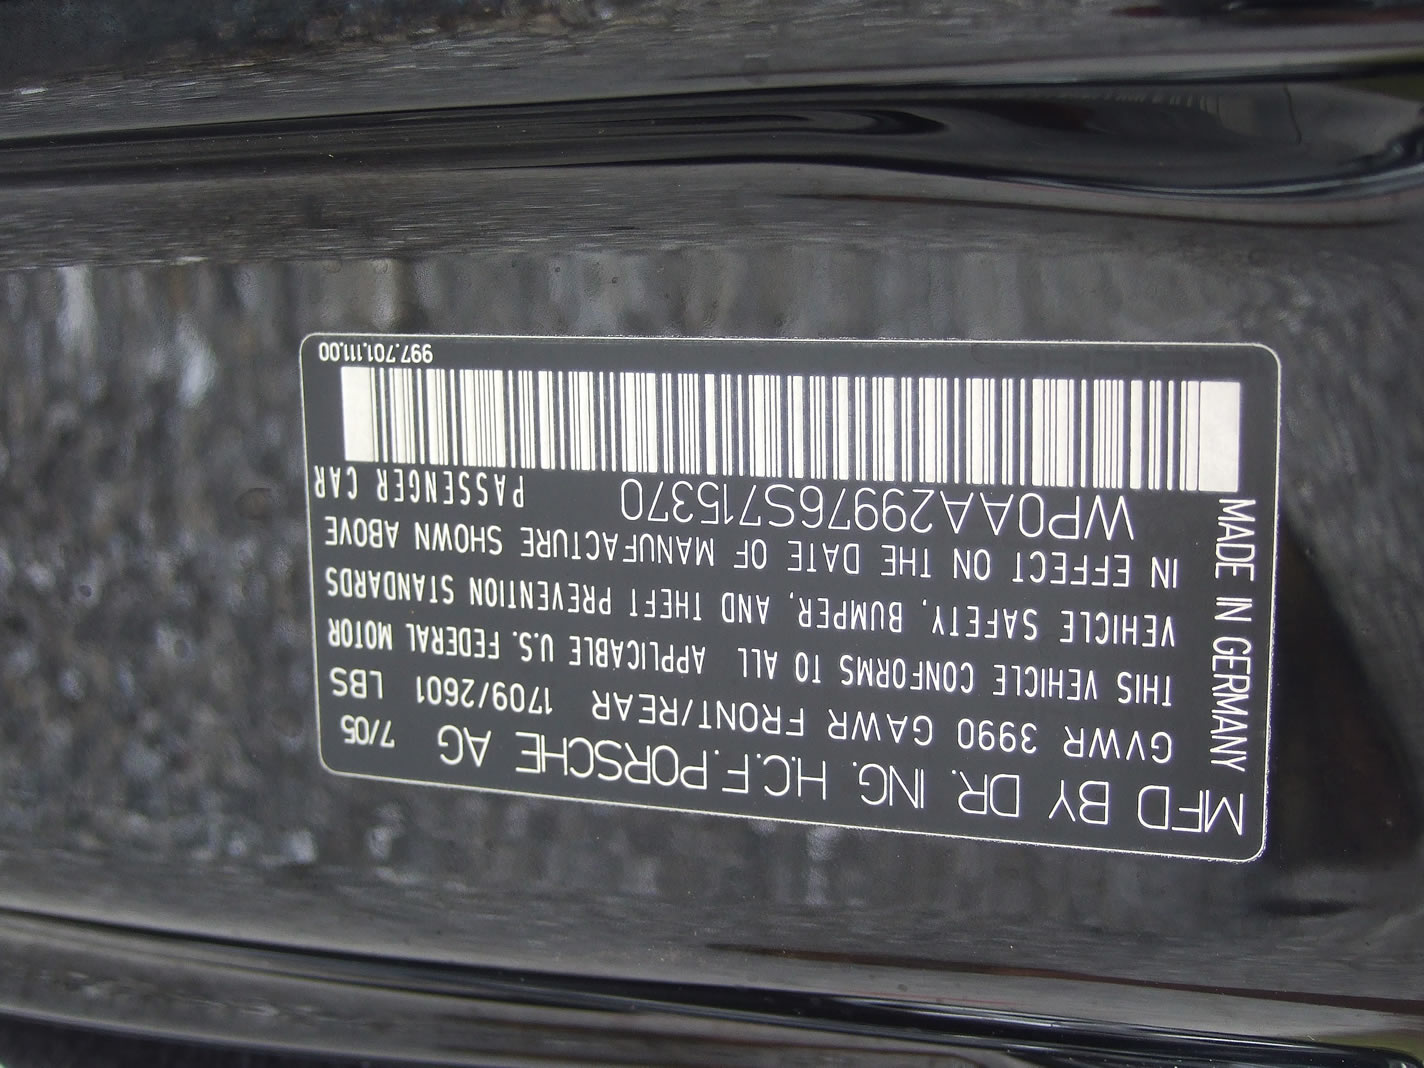 MFD BY DR. ING. H.C.F. PORSCHE AG 7/05
GVWR 3990 GAWR FRONT/REAR 1709/2601 LBS
THIS VEHICLE CONFORMS TO ALL APPLICABLE U.S. FEDERAL MOTOR
VEHICLE SAFETY, BUMPER, AND THEFT PREVENTION STANDARDS
IN EFFECT ON THE DATE OF MANUFACTURE SHOWN ABOVE
WP0AA29976S715370 PASSENGER CAR
997.701.111.00
MADE IN GERMANY